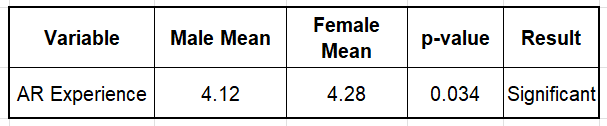 Variable Male Mean Female Mean p-value Result
AR Experience 4.12 4.28 0.034 Significant